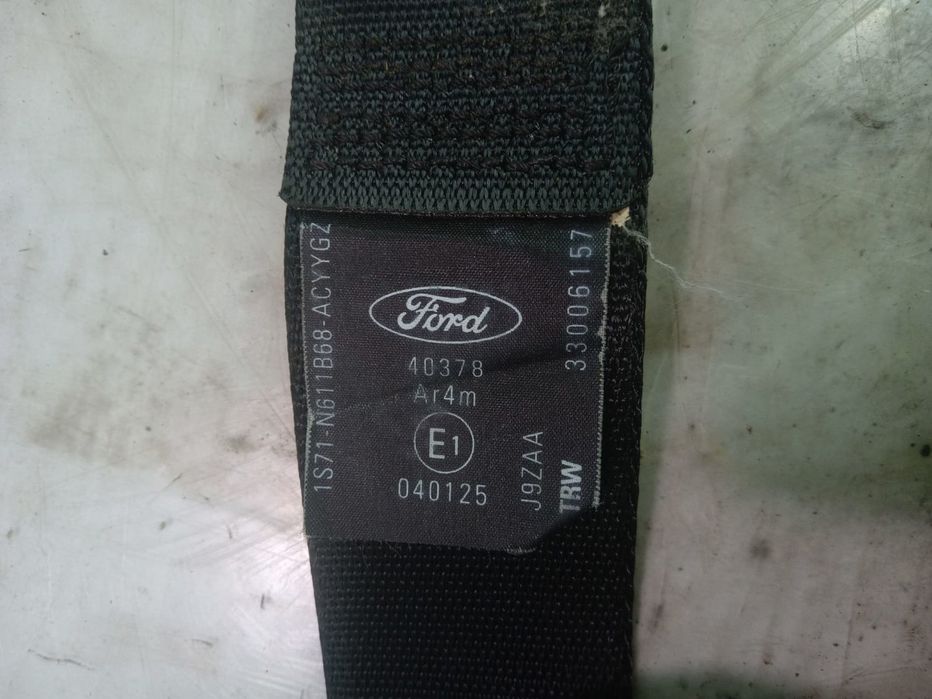 1S71-N611B68-ACYYGZ
Ford
40378
Ar4m
E1
040125
J9ZAA
TRW
33006157